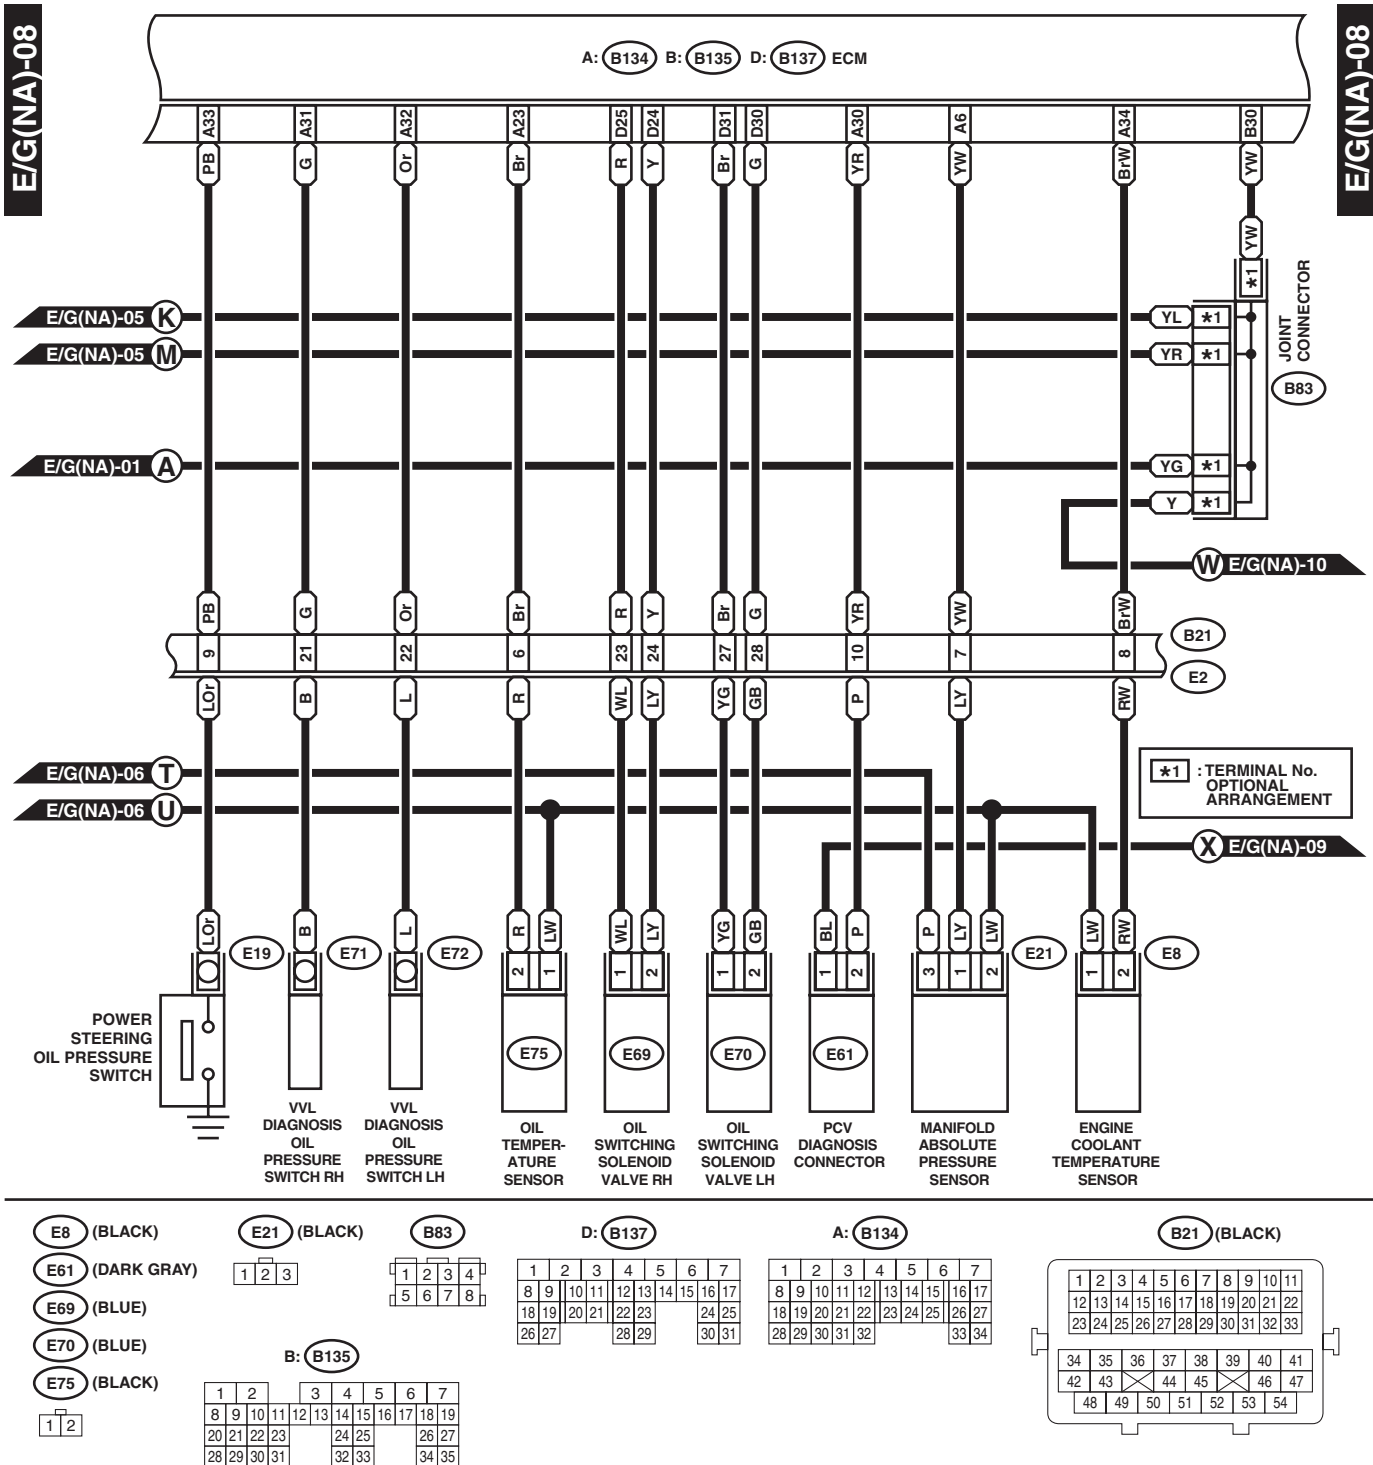 E/G(NA)-08
E/G(NA)-08
A: B134 B: B135 D: B137 ECM
A33 A31 A32 A23 D25 D24 D31 D30 A30 A6 A34 B30
PB G Or Br R Y Br G YR YW BrW YW
YW
*1
JOINT CONNECTOR
B83
E/G(NA)-05 K YL *1
E/G(NA)-05 M YR *1
E/G(NA)-01 A YG *1
Y *1
W E/G(NA)-10
PB G Or Br R Y Br G YR YW BrW
9 21 22 6 23 24 27 28 10 7 8
B21
E2
LOr B L R WL LY YG GB P LY RW
E/G(NA)-06 T
E/G(NA)-06 U
*1 : TERMINAL No.
OPTIONAL
ARRANGEMENT
X E/G(NA)-09
LOr B L R LW WL LY YG GB BL P P LY LW LW RW
E19 E71 E72 E21 E8
2 1 1 2 1 2 1 2 3 1 2 1 2
E75 E69 E70 E61
POWER
STEERING
OIL PRESSURE
SWITCH
VVL
DIAGNOSIS
OIL
PRESSURE
SWITCH RH
VVL
DIAGNOSIS
OIL
PRESSURE
SWITCH LH
OIL
TEMPER-
ATURE
SENSOR
OIL
SWITCHING
SOLENOID
VALVE RH
OIL
SWITCHING
SOLENOID
VALVE LH
PCV
DIAGNOSIS
CONNECTOR
MANIFOLD
ABSOLUTE
PRESSURE
SENSOR
ENGINE
COOLANT
TEMPERATURE
SENSOR
E8 (BLACK)
E61 (DARK GRAY)
E69 (BLUE)
E70 (BLUE)
E75 (BLACK)
1 2
E21 (BLACK)
1 2 3
B83
1 2 3 4
5 6 7 8
B: B135
1 2 3 4 5 6 7
8 9 10 11 12 13 14 15 16 17 18 19
20 21 22 23 24 25 26 27
28 29 30 31 32 33 34 35
D: B137
1 2 3 4 5 6 7
8 9 10 11 12 13 14 15 16 17
18 19 20 21 22 23 24 25
26 27 28 29 30 31
A: B134
1 2 3 4 5 6 7
8 9 10 11 12 13 14 15 16 17
18 19 20 21 22 23 24 25 26 27
28 29 30 31 32 33 34
B21 (BLACK)
1 2 3 4 5 6 7 8 9 10 11
12 13 14 15 16 17 18 19 20 21 22
23 24 25 26 27 28 29 30 31 32 33
34 35 36 37 38 39 40 41
42 43 44 45 46 47
48 49 50 51 52 53 54